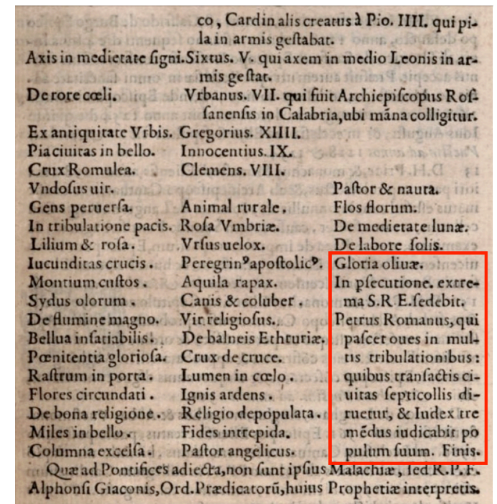 co, Cardinalis creatus à Pio. IIII. qui pi-
la in armis geſtabat.
Axis in medietate ſigni. Sixtus. V. qui axem in medio Leonis in ar-
mis geſtat.
De rore cœli. Vrbanus. VII. qui fuit Archiepiſcopus Roſ-
ſanenſis in Calabria, ubi māna colligitur.
Ex antiquitate Vrbis. Gregorius. XIIII.
Pia ciuitas in bello. Innocentius. IX.
Crux Romulea. Clemens. VIII.
Vndoſus uir.
Gens peruerſa.
In tribulatione pacis.
Lilium & roſa.
Iucunditas crucis.
Montium cuſtos.
Sydus olorum.
De flumine magno.
Bellua inſatiabilis.
Pœnitentia glorioſa.
Raſtrum in porta.
Flores circundati.
De bona religione.
Miles in bello.
Columna excelſa.
Animal rurale.
Roſa Vmbriæ.
Vrſus uelox.
Peregrinꝰ apoſtolicꝰ.
Aquila rapax.
Canis & coluber.
Vir religioſus.
De balneis Ethruriæ.
Crux de cruce.
Lumen in cœlo.
Ignis ardens.
Religio depopulata.
Fides intrepida.
Paſtor angelicus.
Paſtor & nauta.
Flos florum.
De medietate lunæ.
De labore ſolis.
Gloria oliuæ.
In pſecutione. extre-
ma S.R.E. ſedebit.
Petrus Romanus, qui
paſcet oues in mul-
tis tribulationibus:
quibus tranſactis ci-
uitas ſepticollis di-
ruetur, & Iudex tre
mēdus iudicabit po
pulum ſuum. Finis.
Quæ ad Pontifices adiecta, non ſunt ipſius Malachiæ, ſed R.P.F.
Alphonſi Giaconis, Ord. Prædicatorū, huius Prophetiæ interpretis.